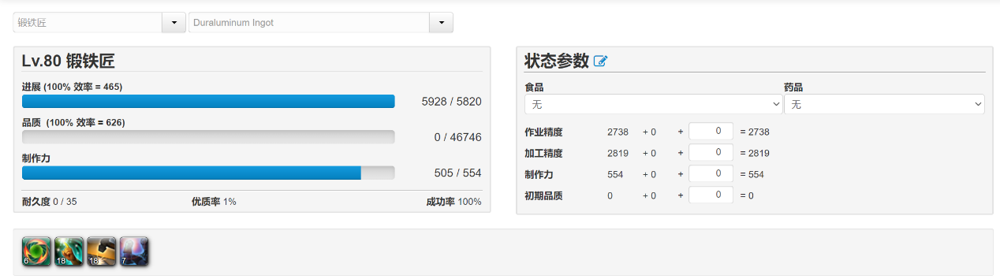 锻铁匠 Duraluminum Ingot
Lv.80 锻铁匠
进展 (100% 效率 = 465)
5928 / 5820
品质 (100% 效率 = 626)
0 / 46746
制作力
505 / 554
耐久度 0 / 35 优质率 1% 成功率 100%
状态参数
食品 药品
无 无
作业精度 2738 + 0 + 0 = 2738
加工精度 2819 + 0 + 0 = 2819
制作力 554 + 0 + 0 = 554
初期品质 0 + 0 + 0 = 0
6 18 18 7